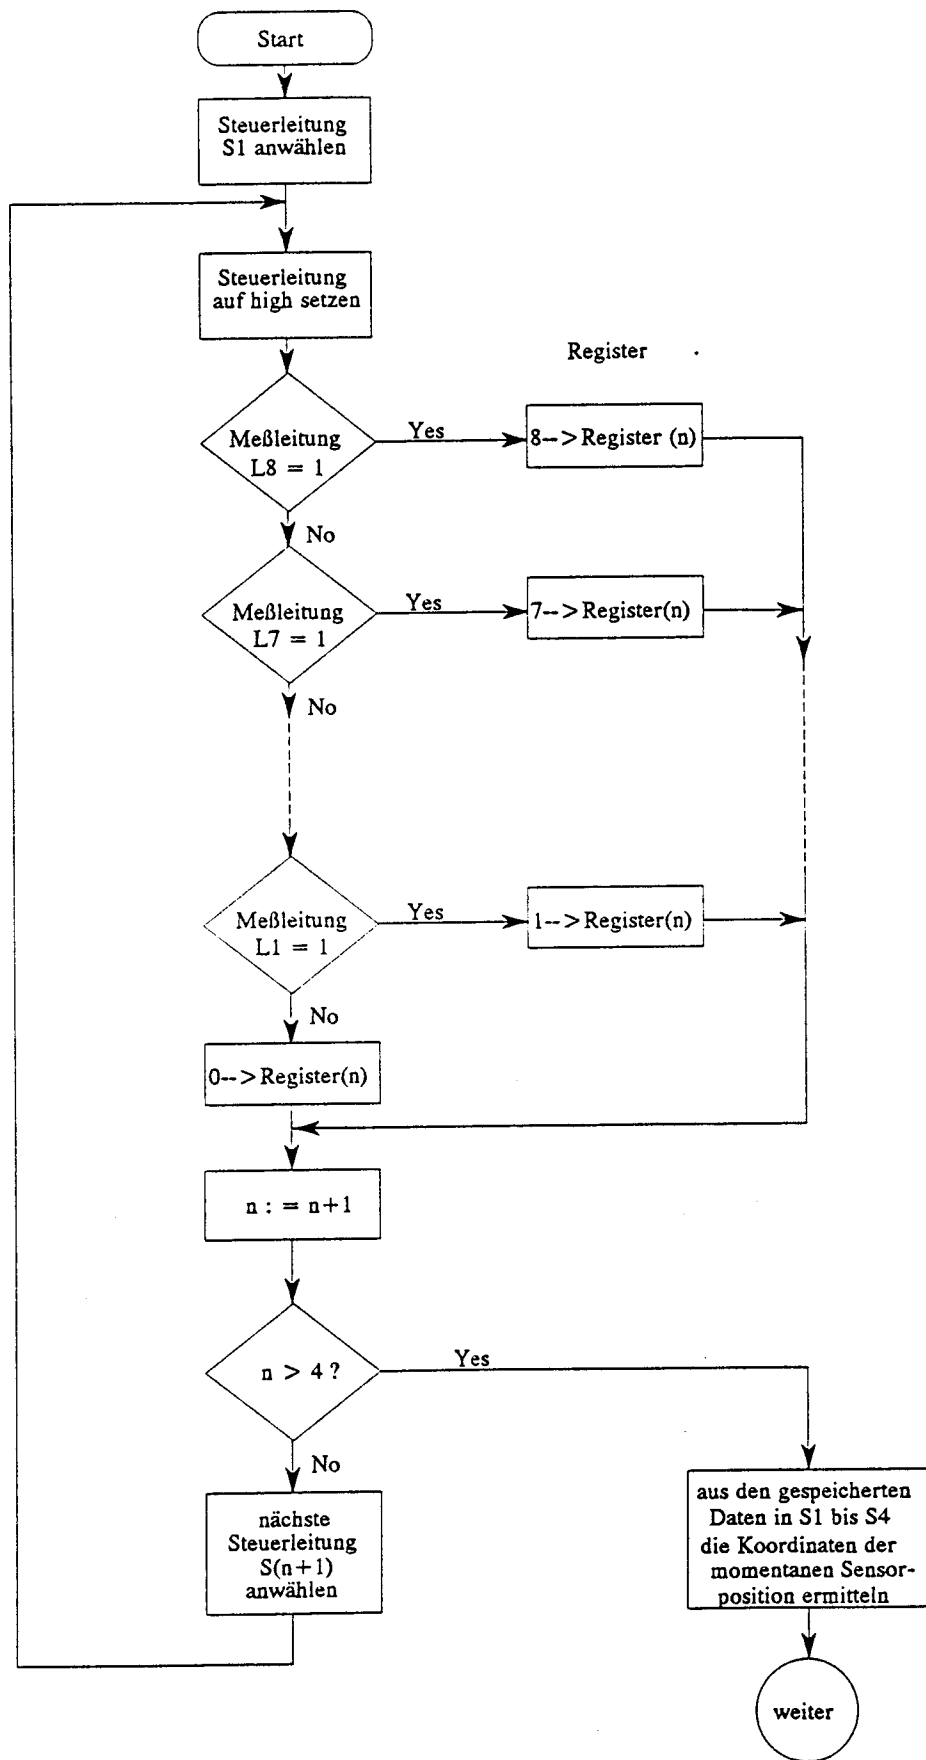 Start
Steuerleitung
S1 anwählen
Steuerleitung
auf high setzen
Register
Meßleitung
L8 = 1
Yes
8-->Register (n)
No
Meßleitung
L7 = 1
Yes
7-->Register(n)
No
Meßleitung
L1 = 1
Yes
1-->Register(n)
No
0-->Register(n)
n : = n+1
n > 4 ?
Yes
No
nächste
Steuerleitung
S(n+1)
anwählen
aus den gespeicherten
Daten in S1 bis S4
die Koordinaten der
momentanen Sensor-
position ermitteln
weiter